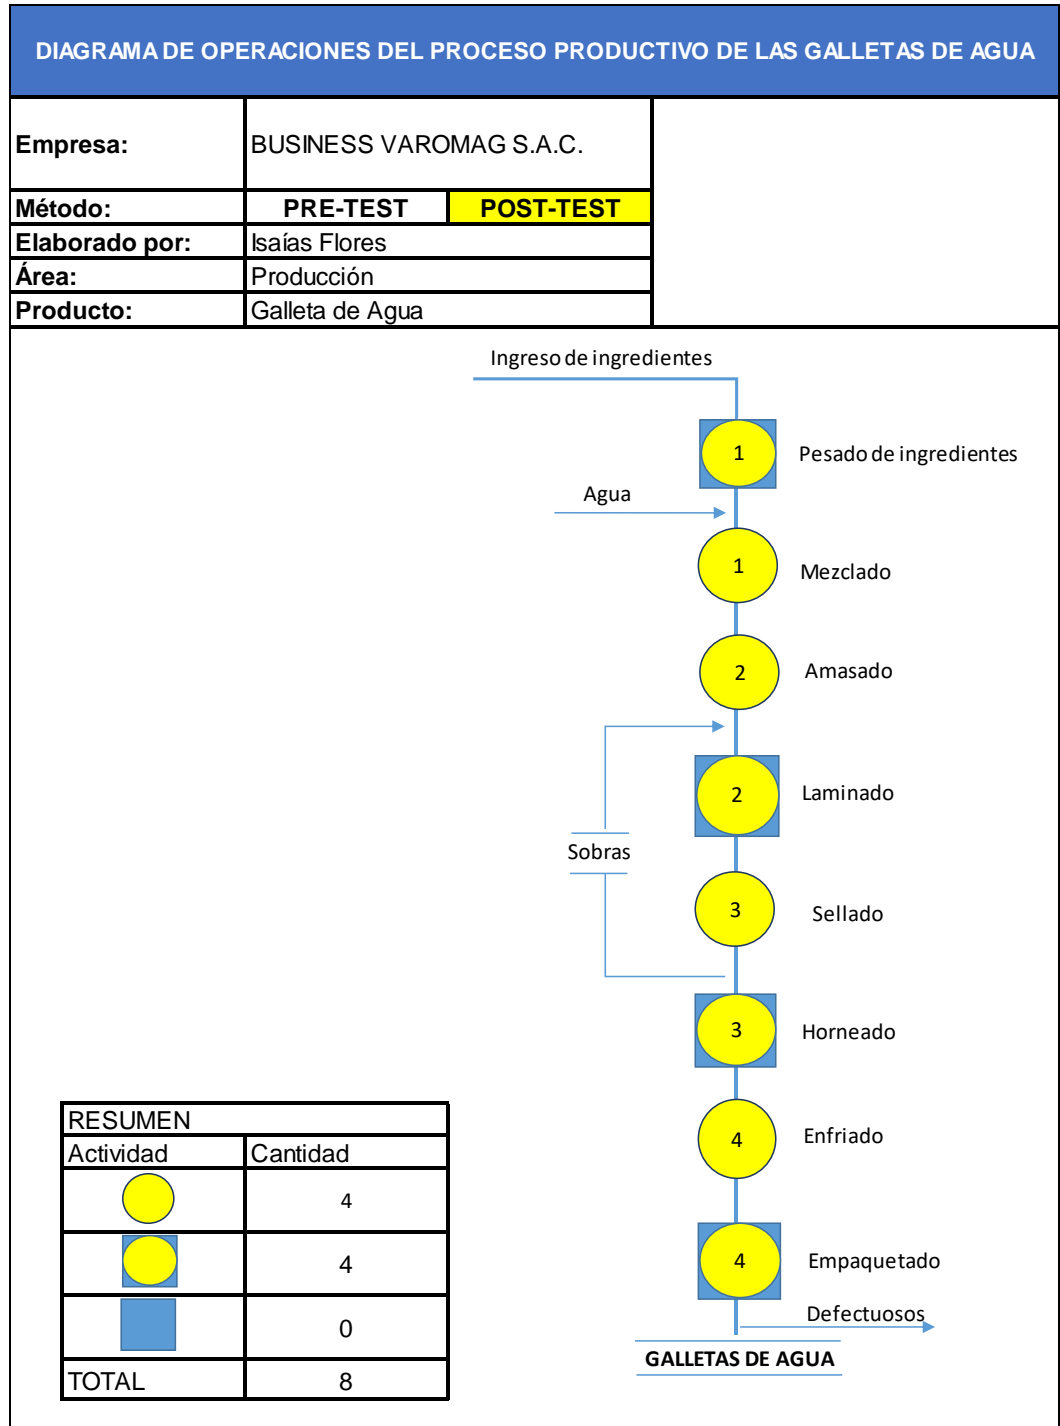 DIAGRAMA DE OPERACIONES DEL PROCESO PRODUCTIVO DE LAS GALLETAS DE AGUA
Empresa: BUSINESS VAROMAG S.A.C.
Método: PRE-TEST POST-TEST
Elaborado por: Isaías Flores
Área: Producción
Producto: Galleta de Agua
Ingreso de ingredientes
1 Pesado de ingredientes
Agua
1 Mezclado
2 Amasado
2 Laminado
Sobras
3 Sellado
3 Horneado
4 Enfriado
4 Empaquetado
Defectuosos
GALLETAS DE AGUA
RESUMEN
Actividad Cantidad
4
4
0
TOTAL 8